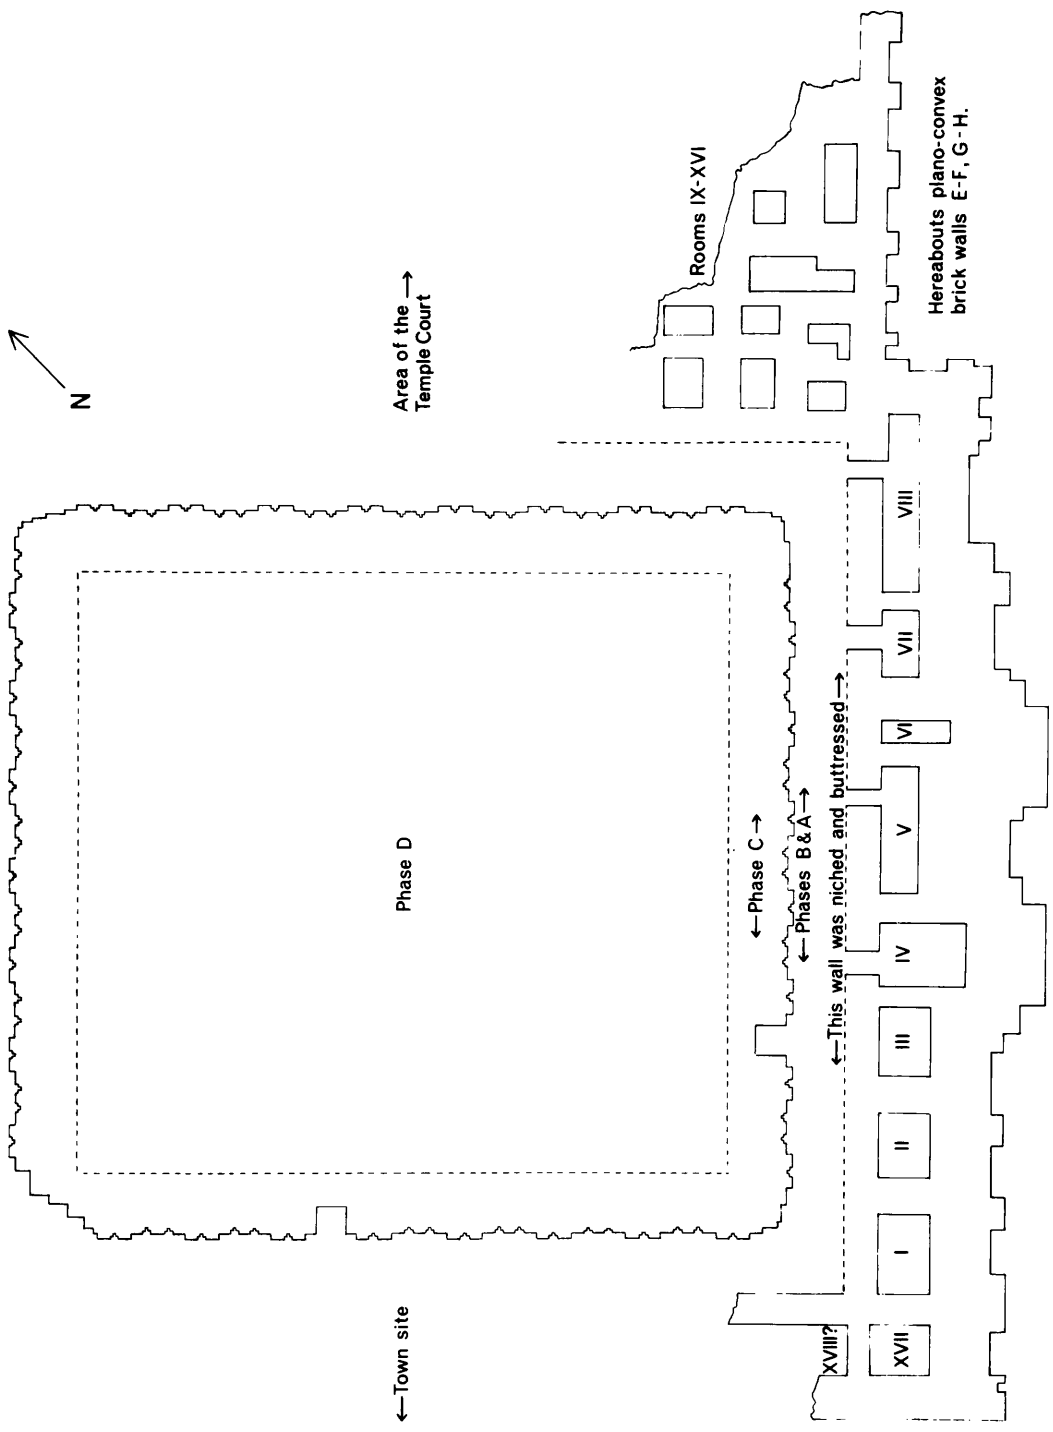 N
Area of the →
Temple Court
Rooms IX-XVI
Hereabouts plano-convex
brick walls E-F, G-H.
Phase D
←Phase C→
←Phases B & A→
←This wall was niched and buttressed→
←Town site
XVIII?
XVII
I
II
III
IV
V
VI
VII
VIII